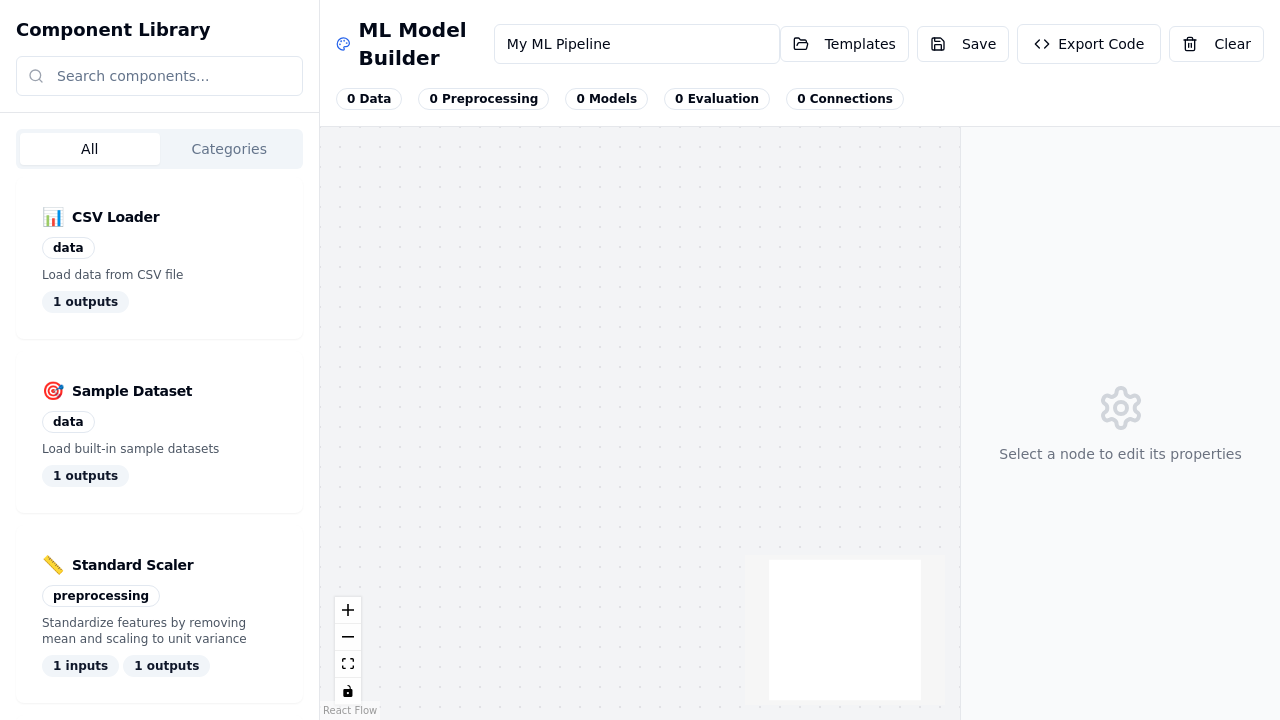 Component Library
Search components...
All
Categories
CSV Loader
data
Load data from CSV file
1 outputs
Sample Dataset
data
Load built-in sample datasets
1 outputs
Standard Scaler
preprocessing
Standardize features by removing
mean and scaling to unit variance
1 inputs
1 outputs
ML Model
Builder
My ML Pipeline
Templates
Save
Export Code
Clear
0 Data
0 Preprocessing
0 Models
0 Evaluation
0 Connections
React Flow
Select a node to edit its properties